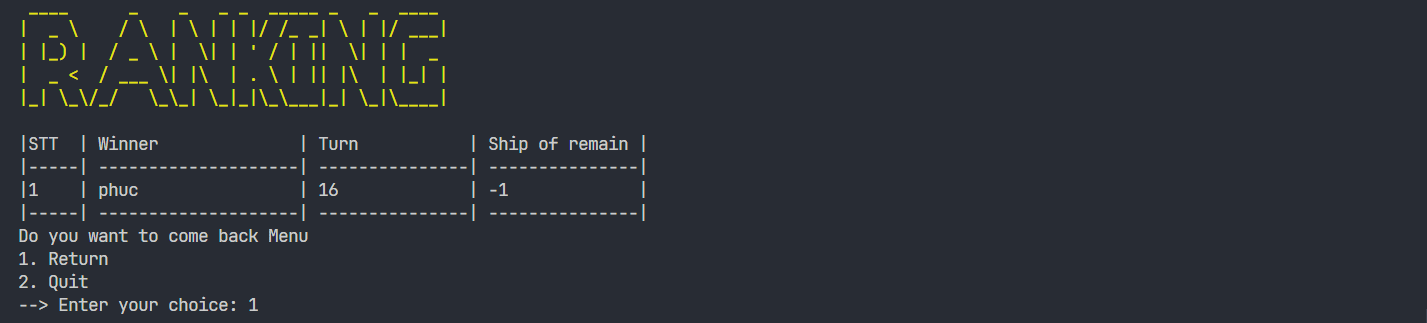 RANKING
|STT | Winner | Turn | Ship of remain |
|-----| --------------------| ---------------| ---------------|
|1 | phuc | 16 | -1 |
|-----| --------------------| ---------------| ---------------|
Do you want to come back Menu
1. Return
2. Quit
--> Enter your choice: 1